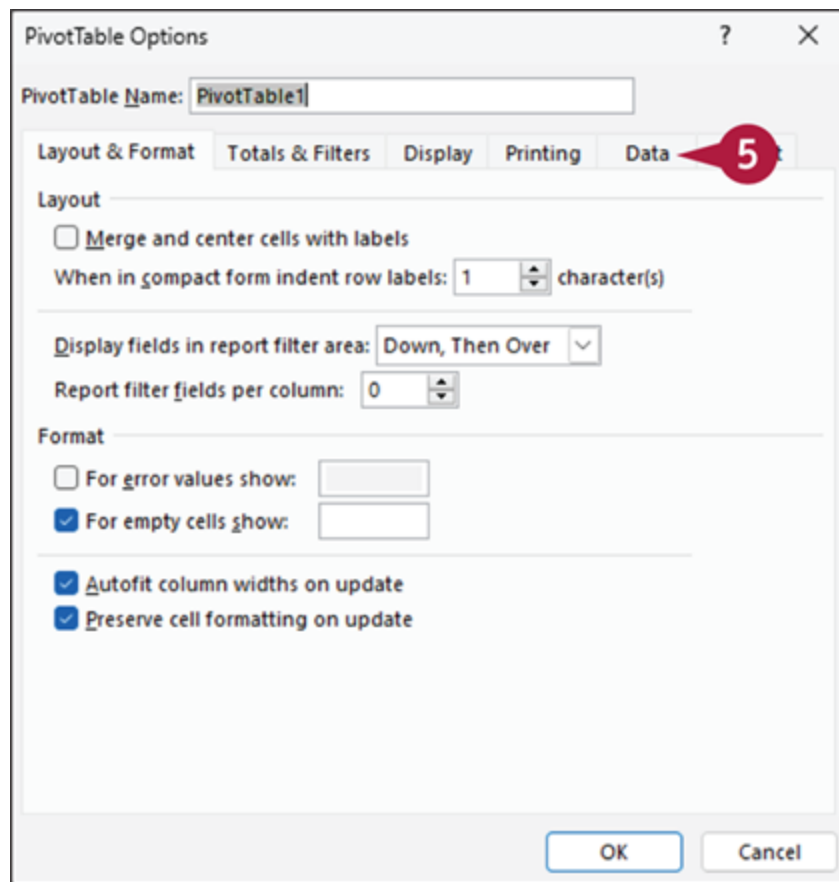 PivotTable Options ?
PivotTable Name: PivotTable1
Layout & Format Totals & Filters Display Printing Data 5
Layout
Merge and center cells with labels
When in compact form indent row labels: 1 character(s)
Display fields in report filter area: Down, Then Over
Report filter fields per column: 0
Format
For error values show:
For empty cells show:
Autofit column widths on update
Preserve cell formatting on update
OK Cancel